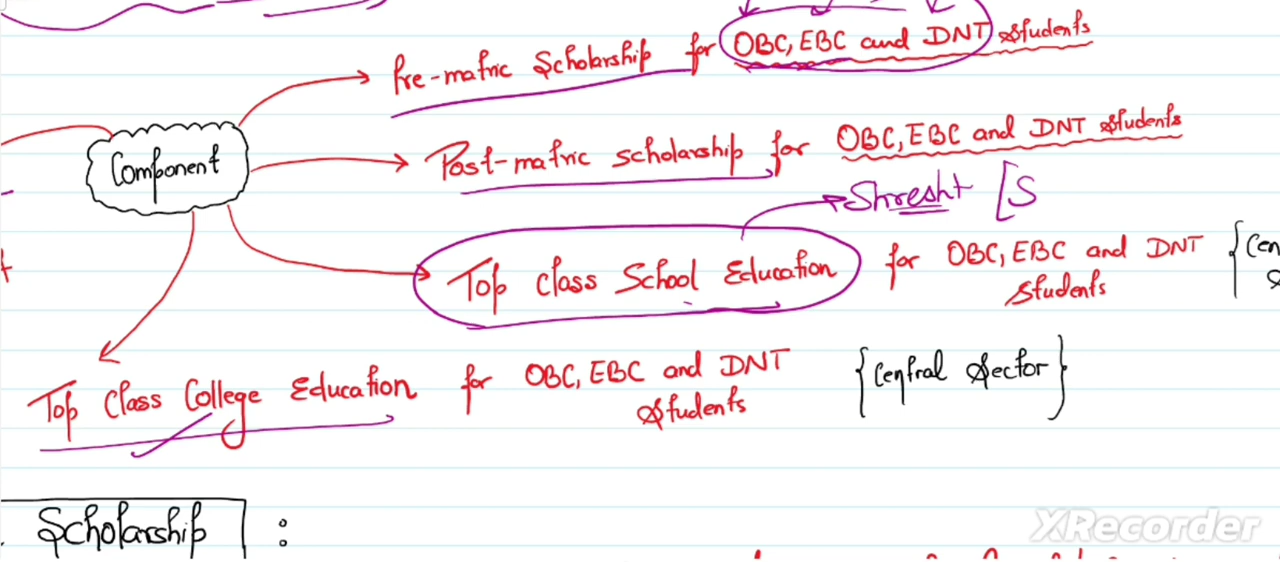 Pre-matric Scholarship for OBC, EBC and DNT Students
Component
Post-matric scholarship for OBC, EBC and DNT students
Shresht [S
Top Class School Education for OBC, EBC and DNT {Cen
Students
Top Class College Education for OBC, EBC and DNT {Central Sector}
Students
Scholarship :
XRecorder